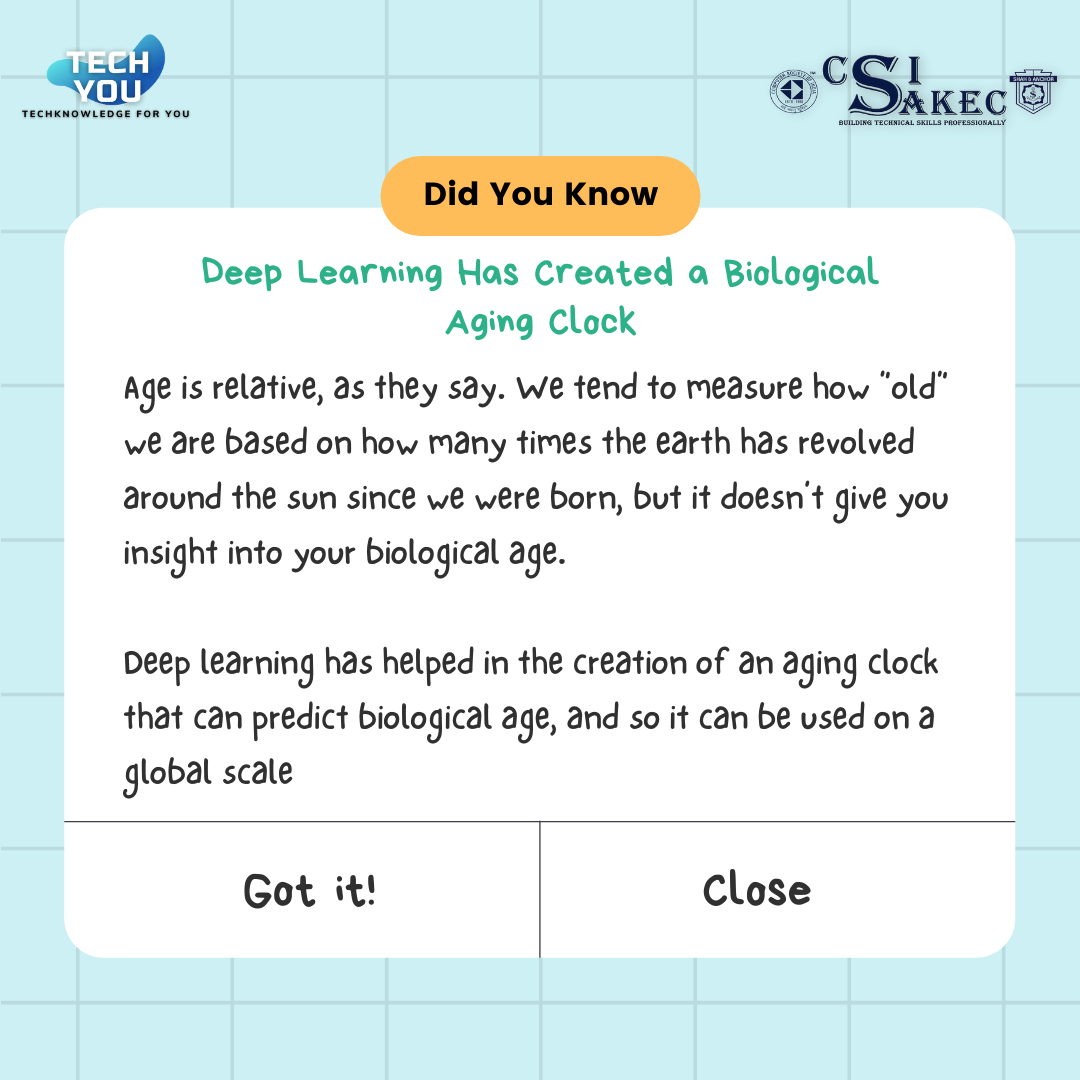 TECH
YOU
TECHKNOWLEDGE FOR YOU
CSI
SAKEC
BUILDING TECHNICAL SKILLS PROFESSIONALLY
SHAH & ANCHOR
Did You Know
Deep Learning Has Created a Biological
Aging Clock
Age is relative, as they say. We tend to measure how "old"
we are based on how many times the earth has revolved
around the sun since we were born, but it doesn't give you
insight into your biological age.
Deep learning has helped in the creation of an aging clock
that can predict biological age, and so it can be used on a
global scale
Got it!
Close